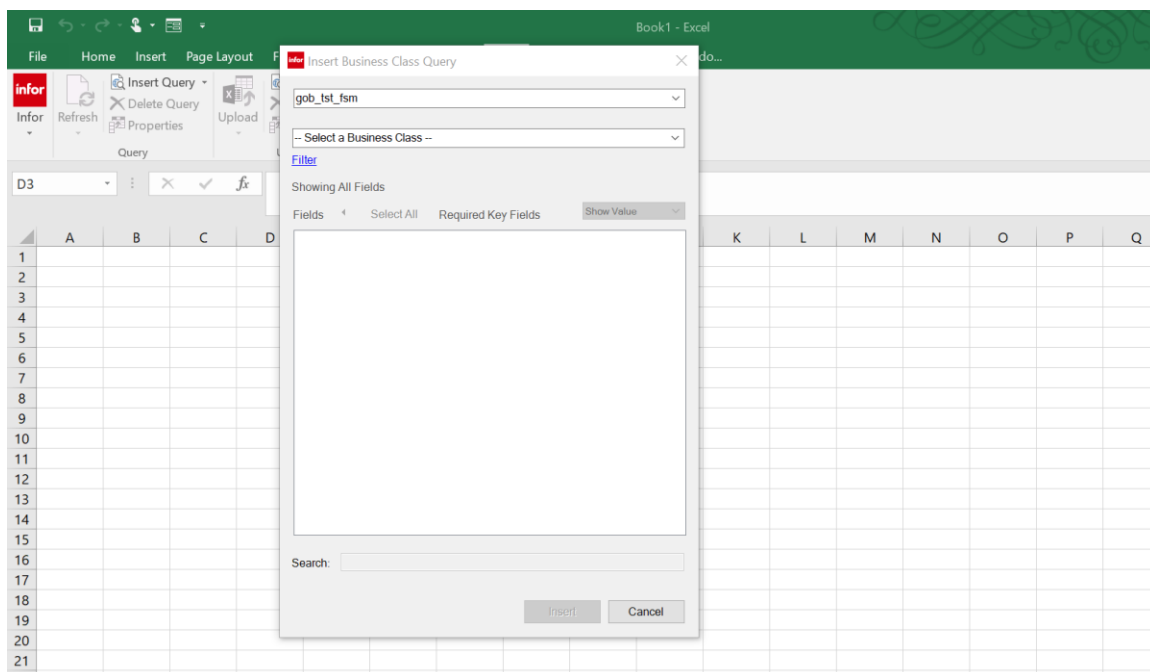 Book1 - Excel
File Home Insert Page Layout F do...
infor Insert Business Class Query
infor
Infor Refresh Insert Query
Delete Query
Properties
Upload
Query
gob_tst_fsm
-- Select a Business Class --
Filter
Showing All Fields
Fields Select All Required Key Fields Show Value
D3 fx
A B C D K L M N O P Q
1
2
3
4
5
6
7
8
9
10
11
12
13
14
15
16
17
18
19
20
21
Search:
Insert Cancel